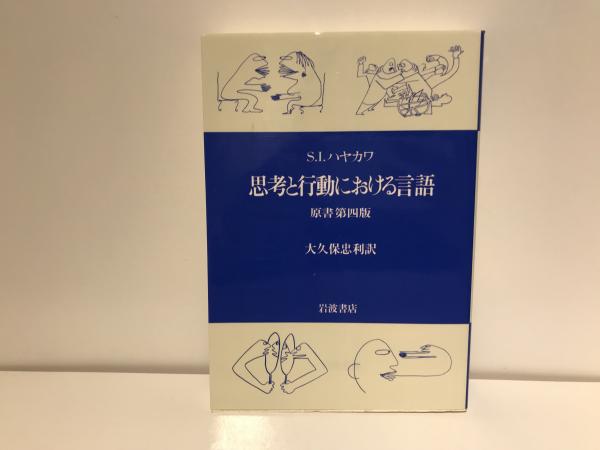 S.I.ハヤカワ
思考と行動における言語
原書第四版
大久保忠利訳
岩波書店